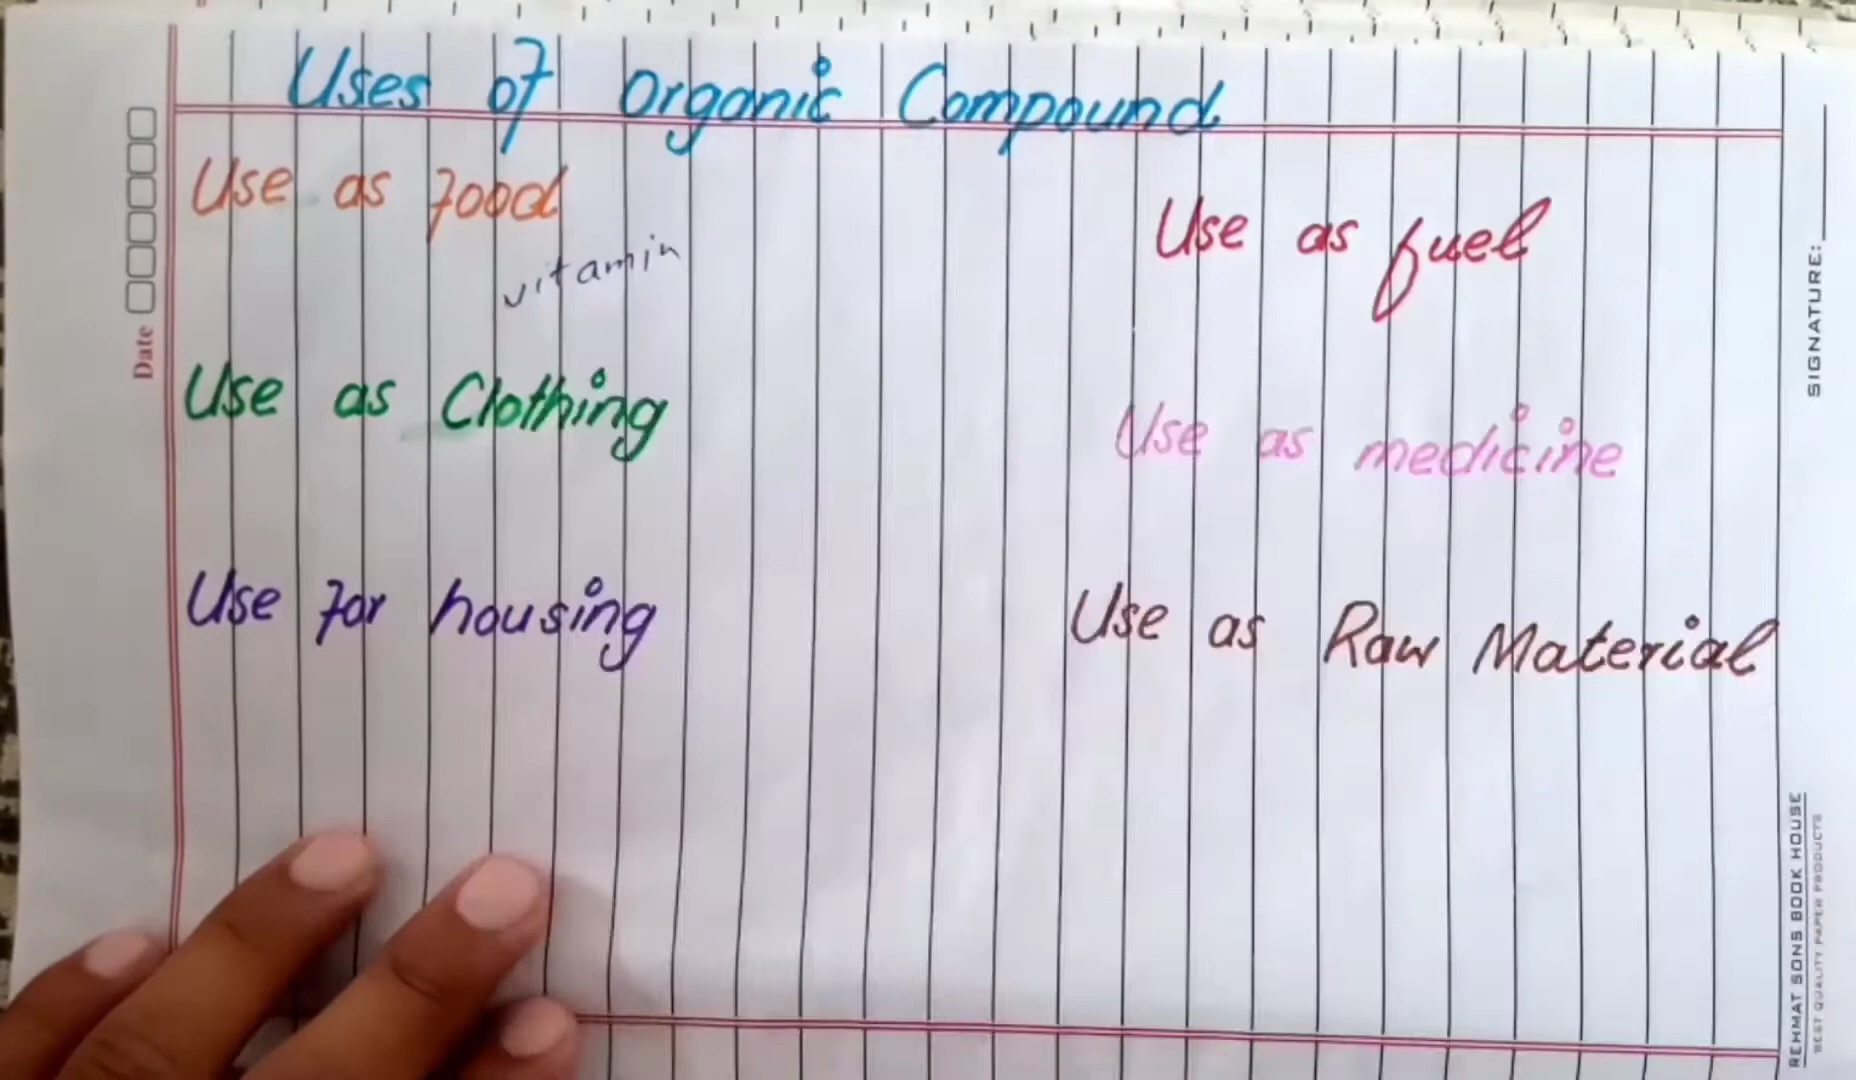 Uses of Organic Compound
Use as food
vitamin
Use as Clothing
Use for housing
Use as fuel
Use as medicine
Use as Raw Material
Date
SIGNATURE:
REHMAT SONS BOOK HOUSE
BEST QUALITY PAPER PRODUCTS